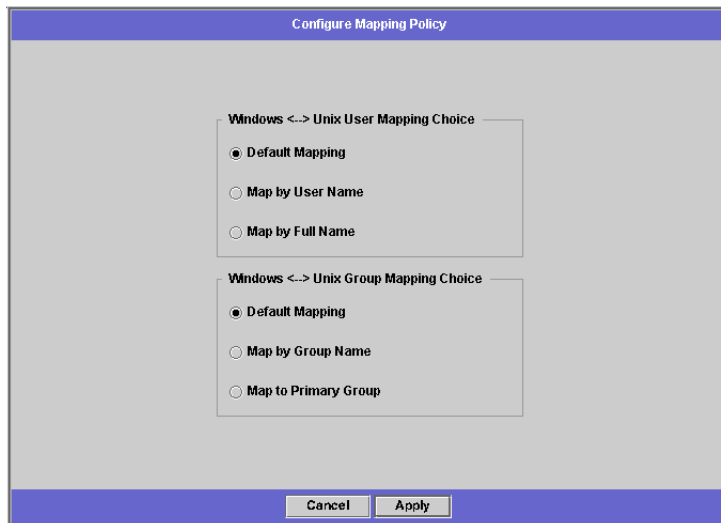 Configure Mapping Policy
Windows <--> Unix User Mapping Choice
Default Mapping
Map by User Name
Map by Full Name
Windows <--> Unix Group Mapping Choice
Default Mapping
Map by Group Name
Map to Primary Group
Cancel Apply